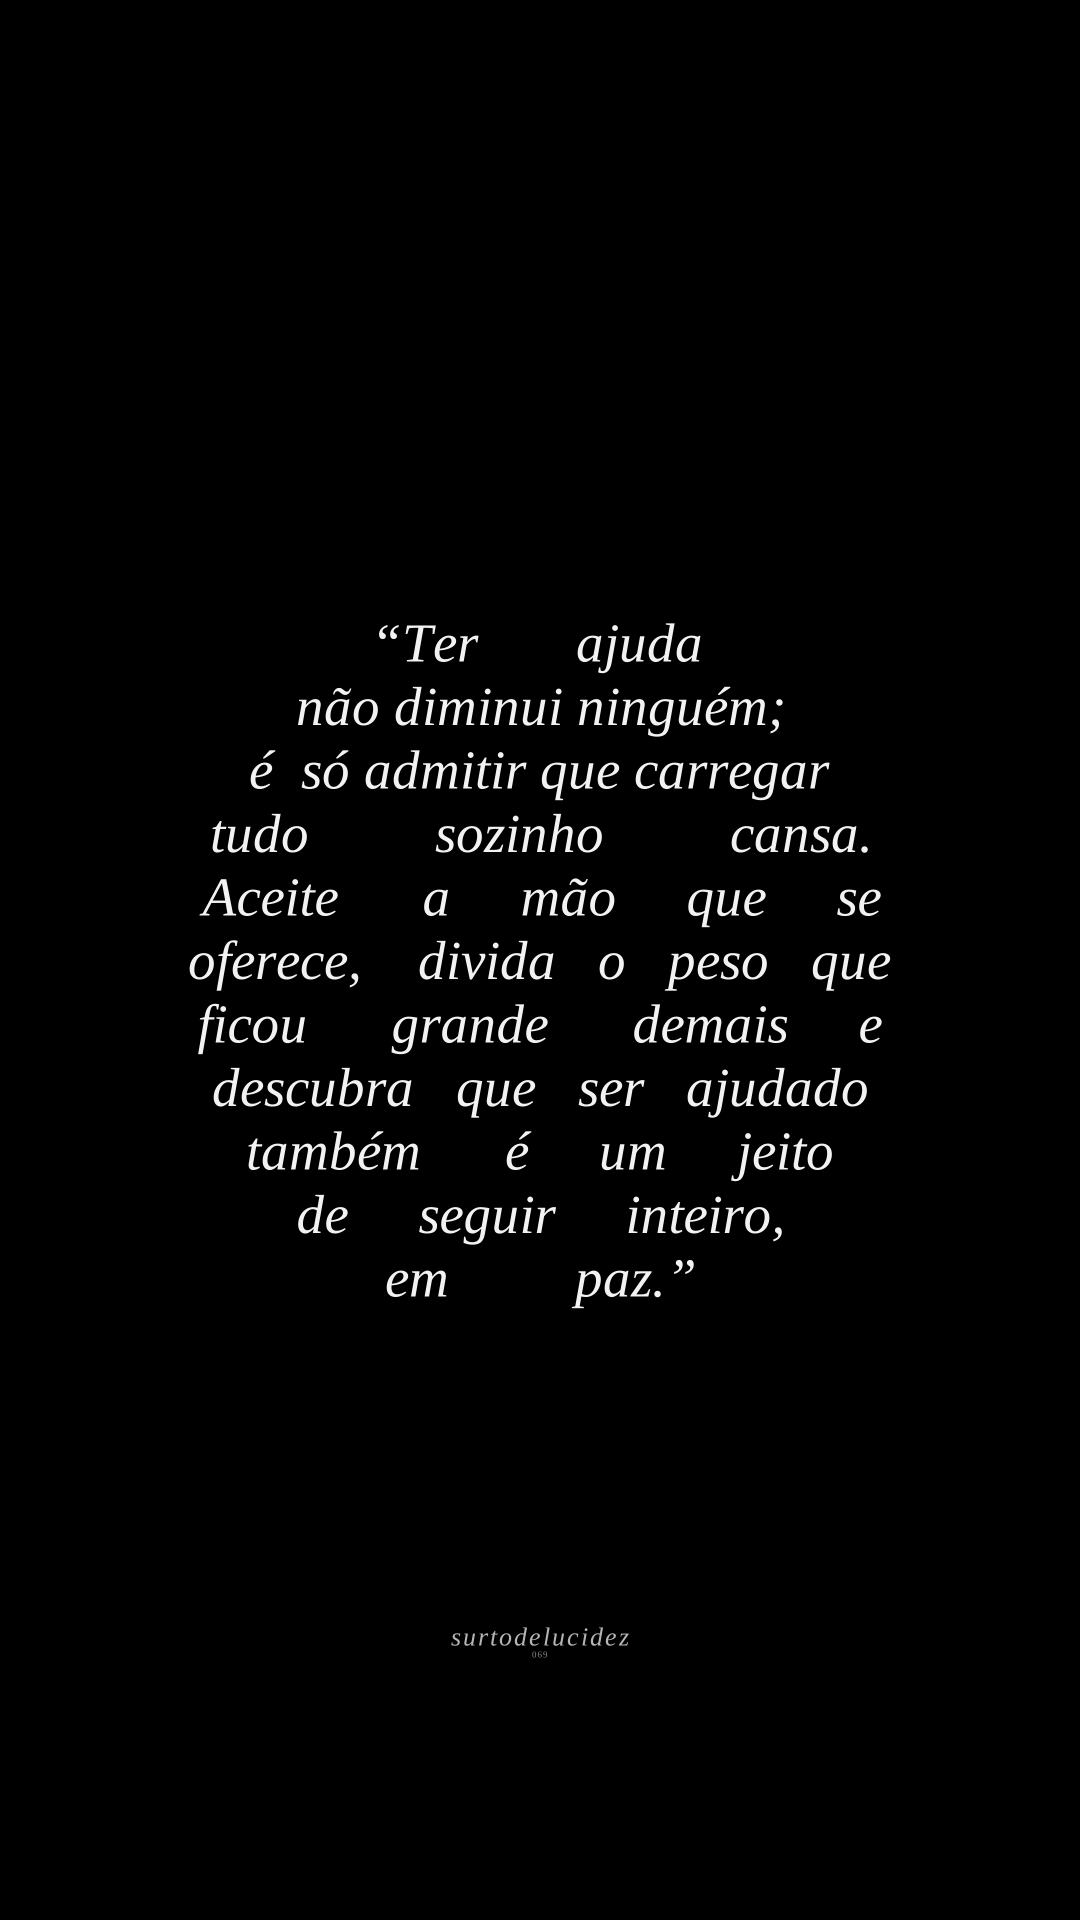 “Ter ajuda
não diminui ninguém;
é só admitir que carregar
tudo sozinho cansa.
Aceite a mão que se
oferece, divida o peso que
ficou grande demais e
descubra que ser ajudado
também é um jeito
de seguir inteiro,
em paz.”
surtodelucidez
069